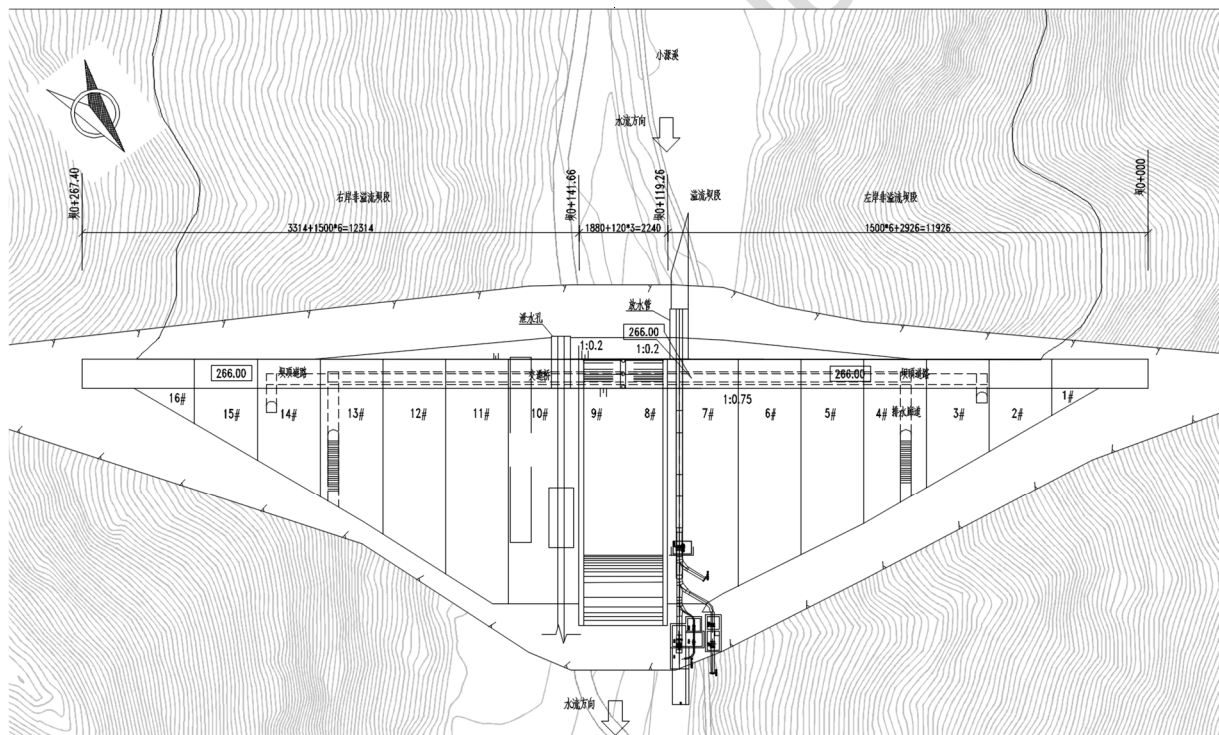 小源溪
水流方向
坝0+267.40
坝0+141.66
坝0+119.26
坝0+000
右岸非溢流坝段
溢流坝段
左岸非溢流坝段
3314+1500*6=12314
1880+120*3=2240
1500*6+2926=11926
泄水孔
放水管
266.00
1:0.2
1:0.2
266.00
坝顶道路
交通桥
266.00
坝顶道路
1:0.75
16#
15#
14#
13#
12#
11#
10#
9#
8#
7#
6#
5#
4#
3#
2#
1#
排水廊道
水流方向